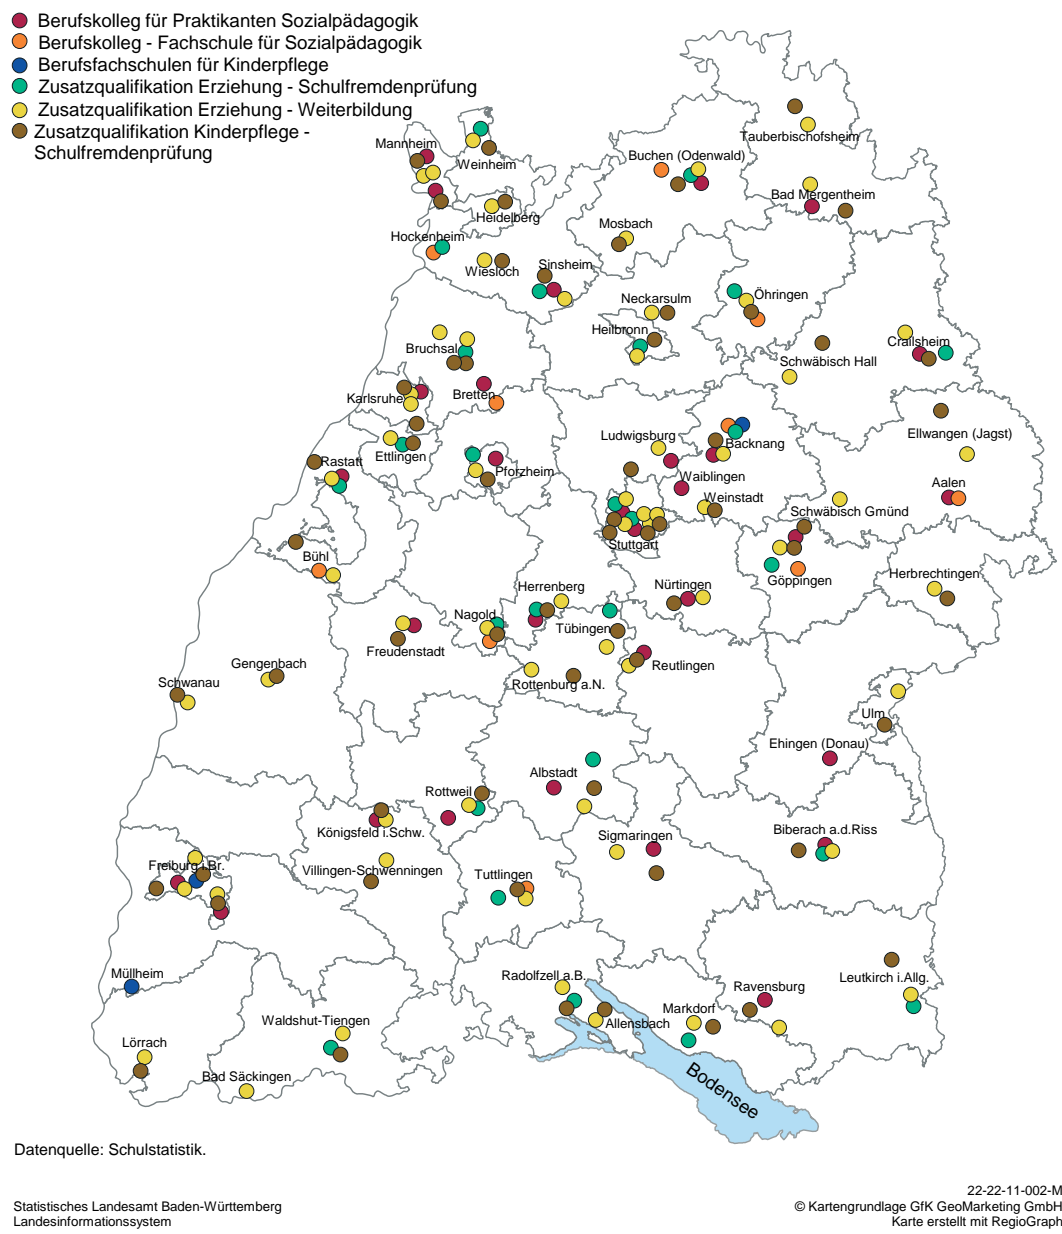 Berufskolleg für Praktikanten Sozialpädagogik
Berufskolleg - Fachschule für Sozialpädagogik
Berufsfachschulen für Kinderpflege
Zusatzqualifikation Erziehung - Schulfremdenprüfung
Zusatzqualifikation Erziehung - Weiterbildung
Zusatzqualifikation Kinderpflege -
Schulfremdenprüfung
Tauberbischofsheim
Mannheim
Weinheim
Buchen (Odenwald)
Bad Mergentheim
Heidelberg
Mosbach
Hockenheim
Wiesloch
Sinsheim
Neckarsulm
Öhringen
Heilbronn
Crailsheim
Bruchsal
Schwäbisch Hall
Karlsruhe
Bretten
Ludwigsburg
Backnang
Ellwangen (Jagst)
Ettlingen
Rastatt
Pforzheim
Waiblingen
Aalen
Weinstadt
Schwäbisch Gmünd
Stuttgart
Bühl
Göppingen
Herbrechtingen
Herrenberg
Nürtingen
Nagold
Tübingen
Freudenstadt
Reutlingen
Gengenbach
Schwanau
Rottenburg a.N.
Ulm
Ehingen (Donau)
Albstadt
Rottweil
Königsfeld i.Schw.
Sigmaringen
Biberach a.d.Riss
Freiburg i.Br.
Villingen-Schwenningen
Tuttlingen
Müllheim
Radolfzell a.B.
Leutkirch i.Allg.
Ravensburg
Markdorf
Allensbach
Waldshut-Tiengen
Lörrach
Bad Säckingen
Bodensee
Datenquelle: Schulstatistik.
22-22-11-002-M
Statistisches Landesamt Baden-Württemberg
© Kartengrundlage GfK GeoMarketing GmbH
Landesinformationssystem
Karte erstellt mit RegioGraph